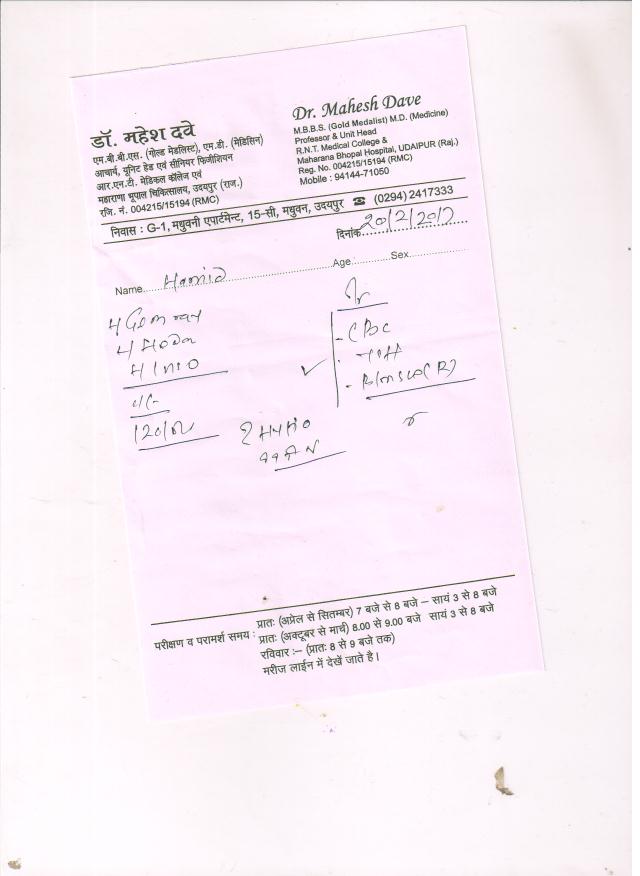 डॉ. महेश दवे
एम.बी.बी.एस. (गोल्ड मेडलिस्ट), एम.डी. (मेडिसिन)
आचार्य, यूनिट हेड एवं सीनियर फिजीशियन
आर.एन.टी. मेडिकल कॉलेज एवं
महाराणा भूपाल चिकित्सालय, उदयपुर (राज.)
रजि. नं. 004215/15194 (RMC)
Dr. Mahesh Dave
M.B.B.S. (Gold Medalist) M.D. (Medicine)
Professor & Unit Head
R.N.T. Medical College &
Maharana Bhopal Hospital, UDAIPUR (Raj.)
Reg. No. 004215/15194 (RMC)
Mobile : 94144-71050
निवास : G-1, मधुवनी एपार्टमेन्ट, 15-सी, मधुवन, उदयपुर ☎ (0294) 2417333
दिनांक 20/2/2017
Name Hamid Age Sex
CBC
परीक्षण व परामर्श समय : प्रातः (अप्रेल से सितम्बर) 7 बजे से 8 बजे – सायं 3 से 8 बजे
प्रातः (अक्टूबर से मार्च) 8.00 से 9.00 बजे सायं 3 से 8 बजे
रविवार :– (प्रातः 8 से 9 बजे तक)
मरीज लाईन में देखें जाते है।